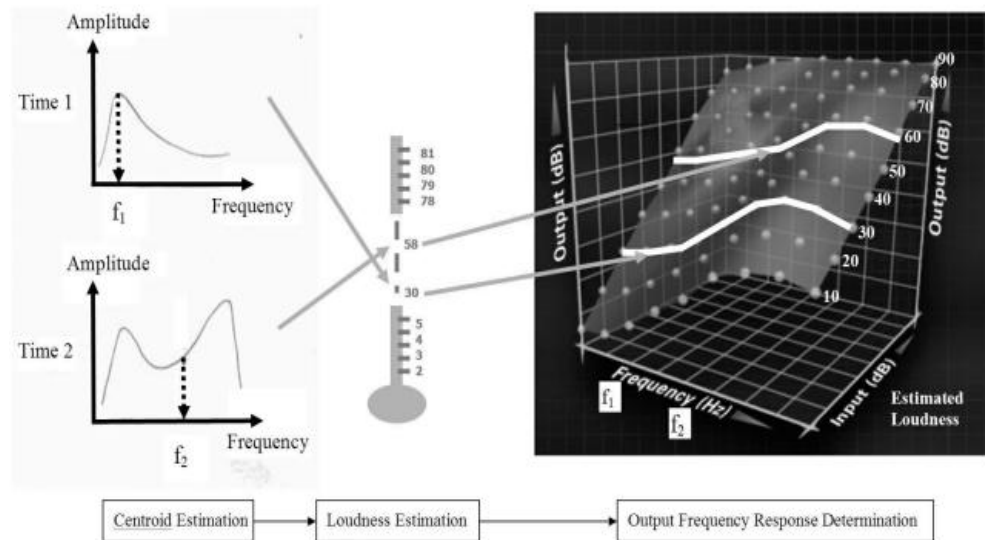 Amplitude
Time 1
f1
Frequency
Amplitude
Time 2
Frequency
f2
81
80
79
78
58
30
5
4
3
2
Output (dB)
90
80
70
60
50
40
30
20
10
Output (dB)
Frequency (Hz)
f1
f2
Input (dB)
Estimated
Loudness
Centroid Estimation
Loudness Estimation
Output Frequency Response Determination